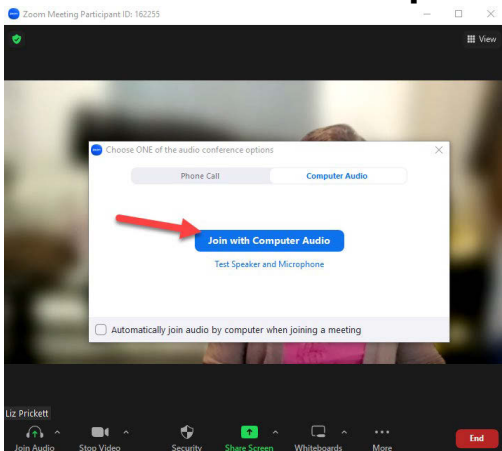 Zoom Meeting Participant ID: 162255
View
Choose ONE of the audio conference options
Phone Call
Computer Audio
Join with Computer Audio
Test Speaker and Microphone
Automatically join audio by computer when joining a meeting
Liz Prickett
Join Audio
Stop Video
Security
Share Screen
Whiteboards
More
End